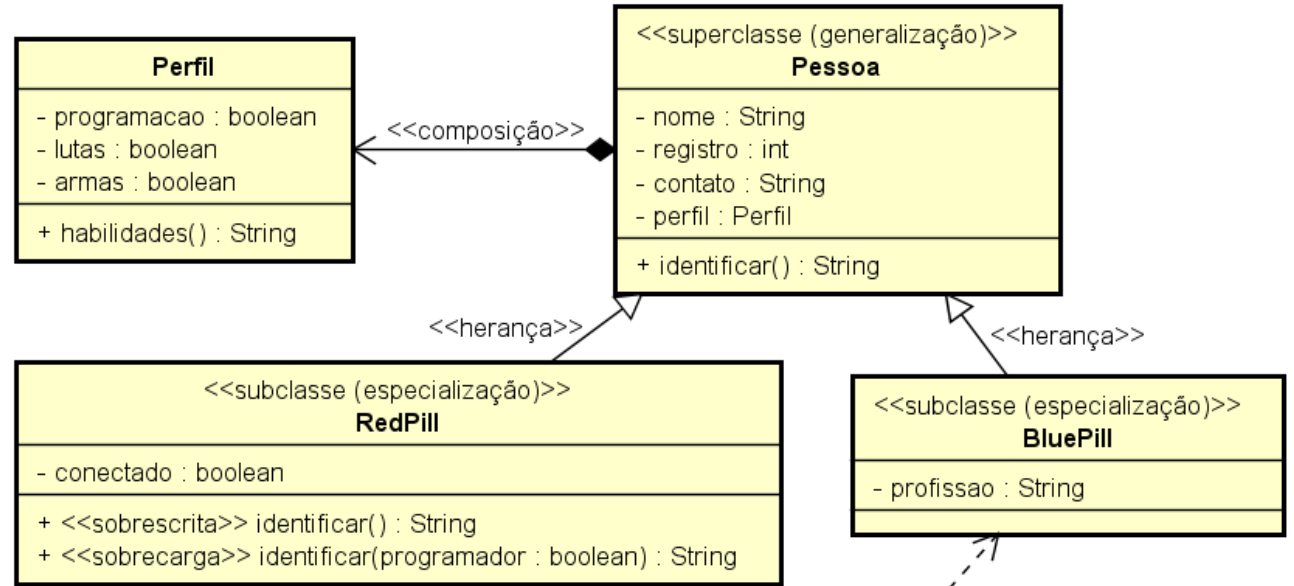 Perfil
- programacao : boolean
- lutas : boolean
- armas : boolean
+ habilidades() : String
<<composição>>
<<superclasse (generalização)>>
Pessoa
- nome : String
- registro : int
- contato : String
- perfil : Perfil
+ identificar() : String
<<herança>>
<<herança>>
<<subclasse (especialização)>>
RedPill
- conectado : boolean
+ <<sobrescrita>> identificar() : String
+ <<sobrecarga>> identificar(programador : boolean) : String
<<subclasse (especialização)>>
BluePill
- profissao : String